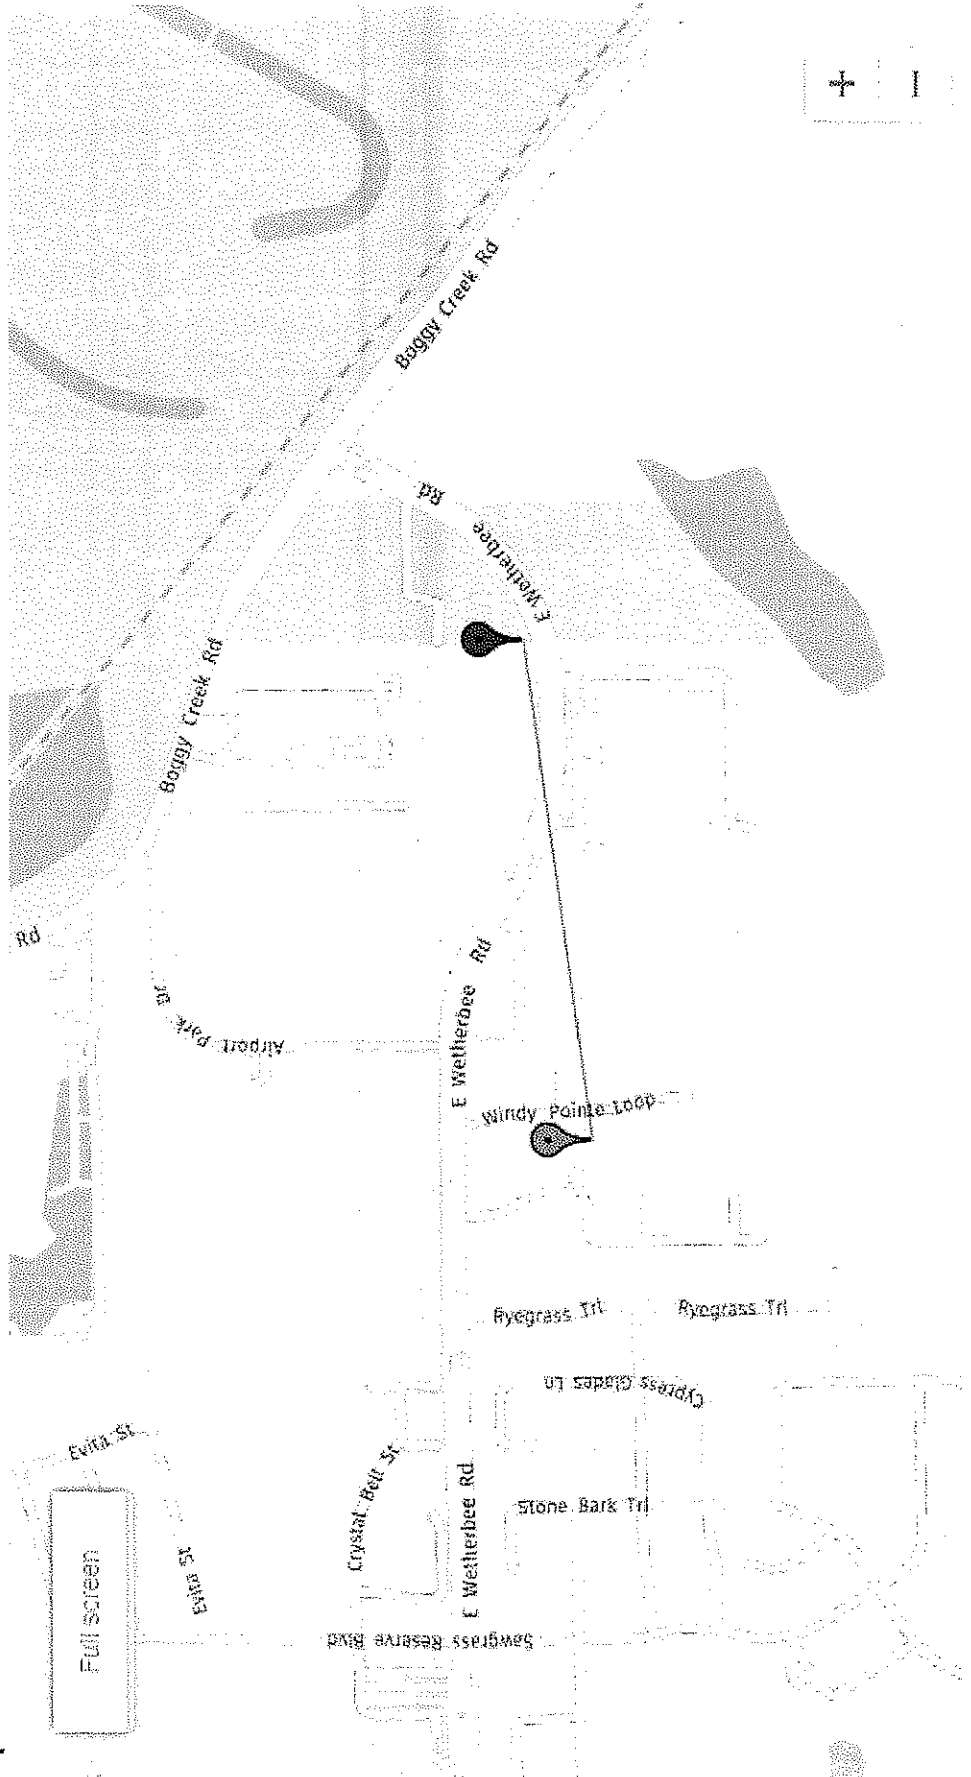 +
Boggy Creek Rd
Rd
E Wetherbee
Boggy Creek Rd
Rd
Rd
E Wetherbee
Airport Park Dr
Windy Pointe Loop
Ryegrass Trl
Ryegrass Trl
Cypress Glades Ln
Evita St
Crystal Bell St
E Wetherbee Rd
Stone Bark Trl
Evita St
Full screen
Sawgrass Reserve Blvd